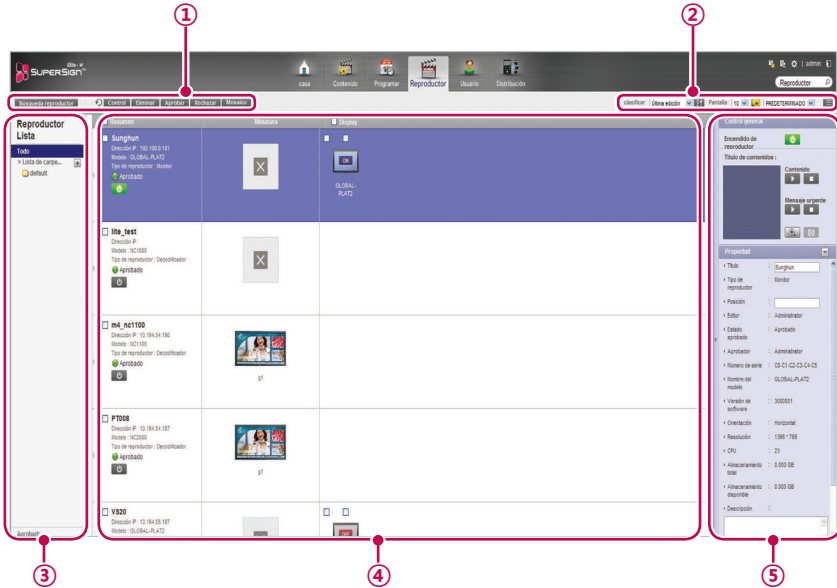 ①
②
SUPERSIGN™ lite-w
casa
Contenido
Programar
Reproductor
Usuario
Distribución
| admin
Reproductor
Búsqueda reproductor
Control
Eliminar
Aprobar
Rechazar
Mosaico
clasificar
Última edición
Pantalla
10
PREDETERMINADO
Reproductor
Lista
Todo
> Lista de carpe...
default
Aprobado
Resumen
Miniatura
Display
Sunghun
Dirección IP : 192.168.0.161
Modelo : GLOBAL-PLAT2
Tipo de reproductor : Monitor
Aprobado
ON
GLOBAL-
PLAT2
lite_test
Dirección IP :
Modelo : NC1000
Tipo de reproductor : Decodificador
Aprobado
m4_nc1100
Dirección IP : 10.164.54.190
Modelo : NC1100
Tipo de reproductor : Decodificador
Aprobado
g1
PT008
Dirección IP : 10.164.54.187
Modelo : NC2000
Tipo de reproductor : Decodificador
Aprobado
g1
VS20
Dirección IP : 10.164.55.187
Modelo : GLOBAL-PLAT2
OFF
Control general
Encendido de
reproductor
Título de contenidos :
Contenido
Mensaje urgente
Propiedad
Título : Sunghun
Tipo de
reproductor : Monitor
Posición :
Editor : Administrator
Estado
aprobado : Aprobado
Aprobador : Administrator
Número de serie : C0-C1-C2-C3-C4-C5
Nombre del
modelo : GLOBAL-PLAT2
Versión de
software : 3000001
Orientación : Horizontal
Resolución : 1366 * 768
CPU : 23
Almacenamiento
total : 0.000 GB
Almacenamiento
disponible : 0.000 GB
Descripción :
③
④
⑤